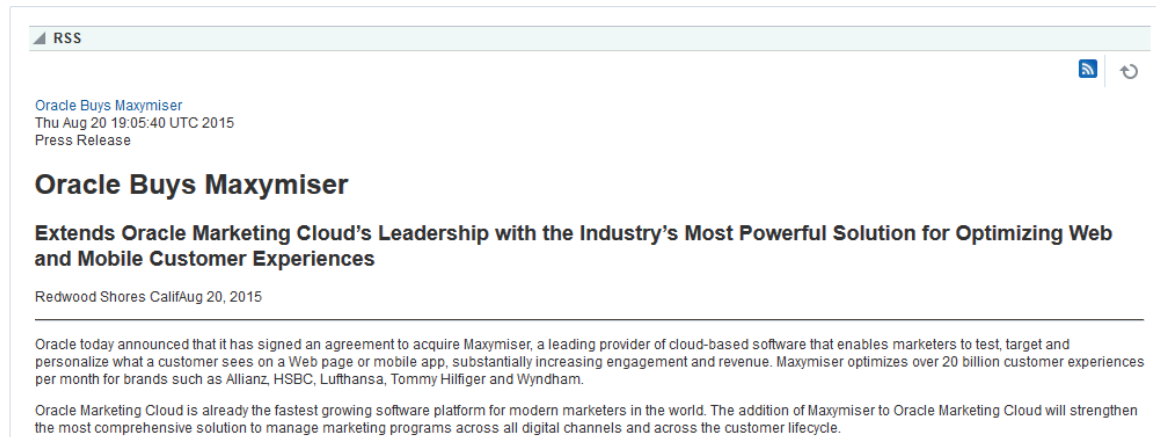 RSS
Oracle Buys Maxymiser
Thu Aug 20 19:05:40 UTC 2015
Press Release
Oracle Buys Maxymiser
Extends Oracle Marketing Cloud’s Leadership with the Industry’s Most Powerful Solution for Optimizing Web
and Mobile Customer Experiences
Redwood Shores CalifAug 20, 2015
Oracle today announced that it has signed an agreement to acquire Maxymiser, a leading provider of cloud-based software that enables marketers to test, target and
personalize what a customer sees on a Web page or mobile app, substantially increasing engagement and revenue. Maxymiser optimizes over 20 billion customer experiences
per month for brands such as Allianz, HSBC, Lufthansa, Tommy Hilfiger and Wyndham.
Oracle Marketing Cloud is already the fastest growing software platform for modern marketers in the world. The addition of Maxymiser to Oracle Marketing Cloud will strengthen
the most comprehensive solution to manage marketing programs across all digital channels and across the customer lifecycle.